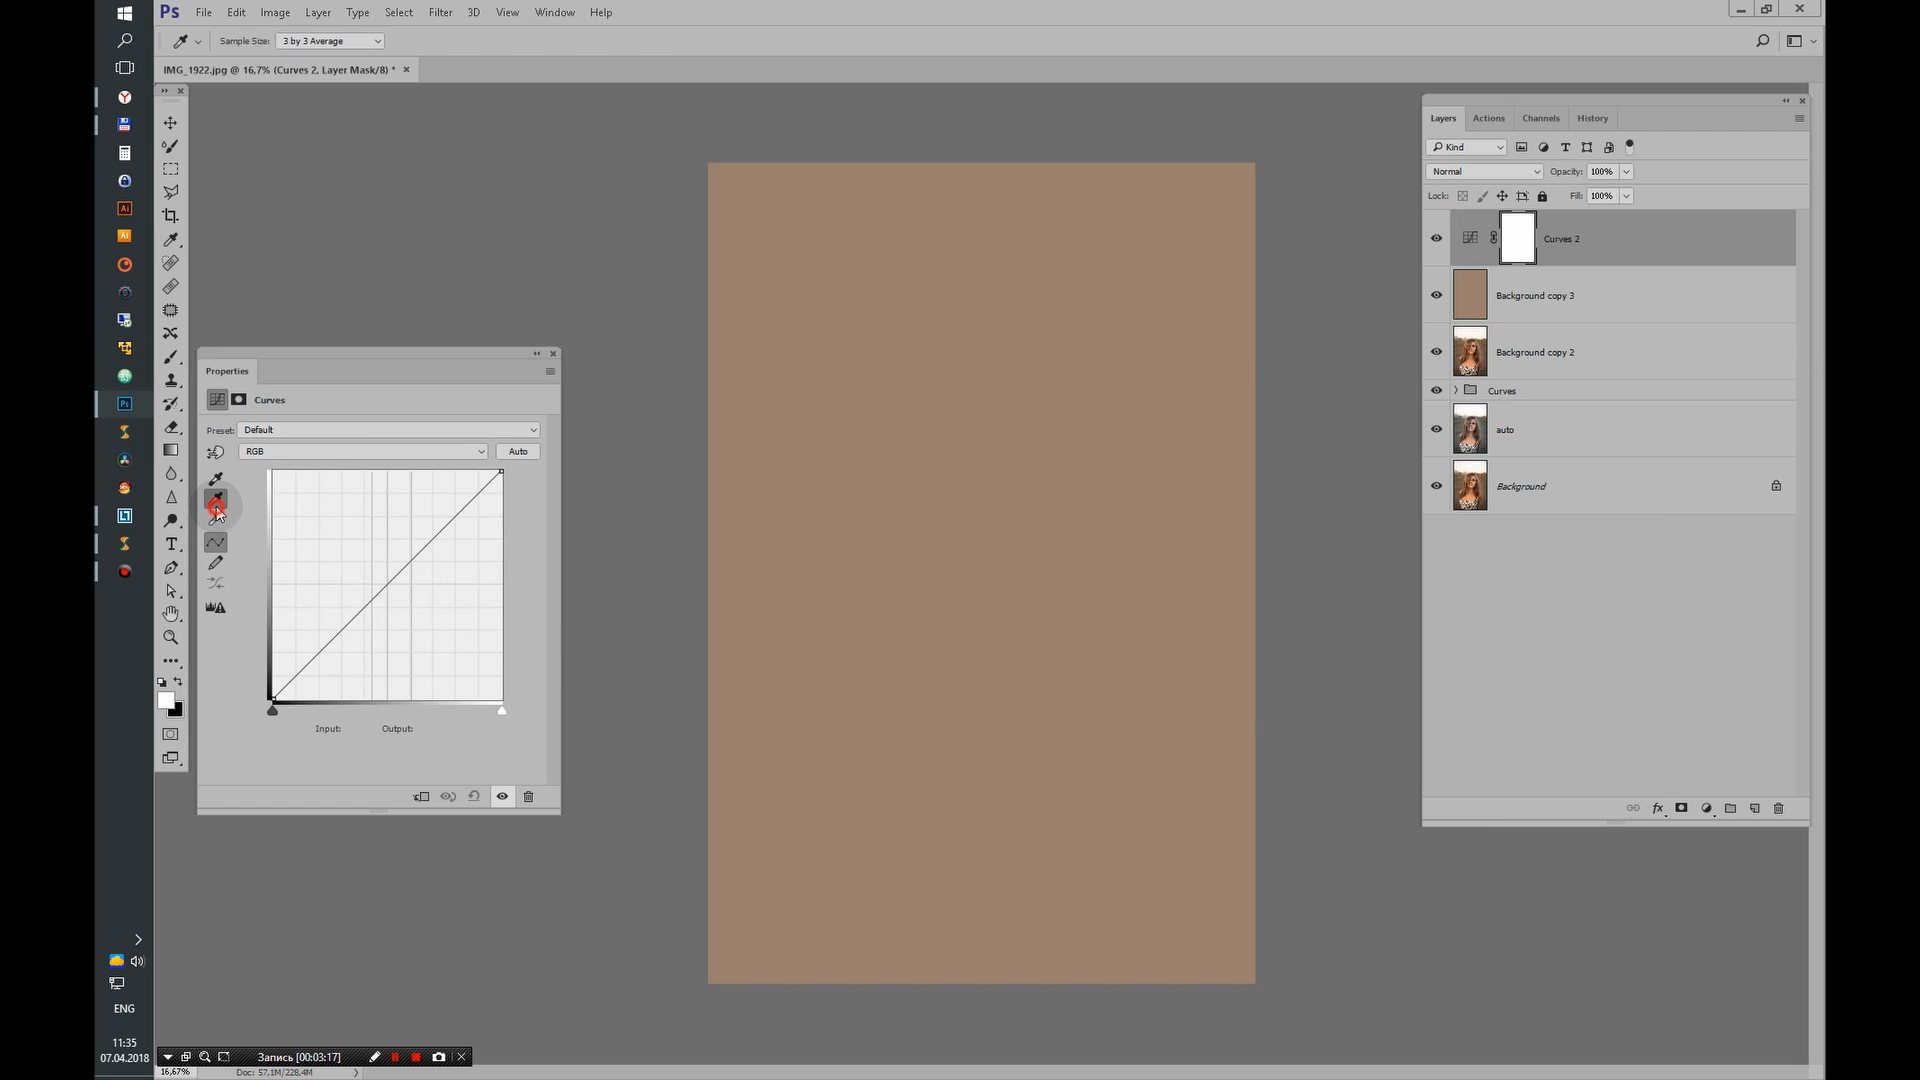 Ps File Edit Image Layer Type Select Filter 3D View Window Help
Sample Size: 3 by 3 Average
IMG_1922.jpg @ 16,7% (Curves 2, Layer Mask/8) *
Layers Actions Channels History
Kind
Normal Opacity: 100%
Lock: Fill: 100%
Curves 2
Background copy 3
Background copy 2
Curves
auto
Background
Properties
Curves
Preset: Default
RGB Auto
Input: Output:
Ai
Ai
Ps
ENG
11:35
07.04.2018
Запись [00:03:17]
16,67% Doc: 57,1M/228,4M